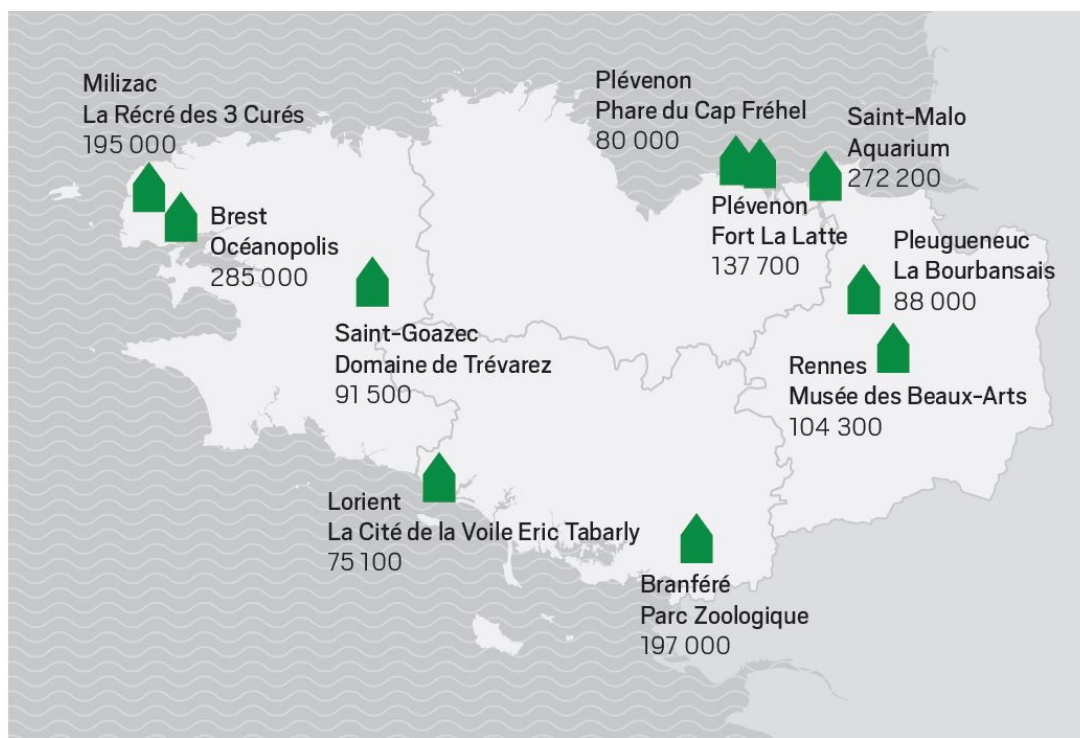 Milizac
La Récré des 3 Curés
195 000
Brest
Océanopolis
285 000
Saint-Goazec
Domaine de Trévarez
91 500
Plévenon
Phare du Cap Fréhel
80 000
Plévenon
Fort La Latte
137 700
Saint-Malo
Aquarium
272 200
Pleugueneuc
La Bourbansais
88 000
Rennes
Musée des Beaux-Arts
104 300
Lorient
La Cité de la Voile Eric Tabarly
75 100
Branféré
Parc Zoologique
197 000